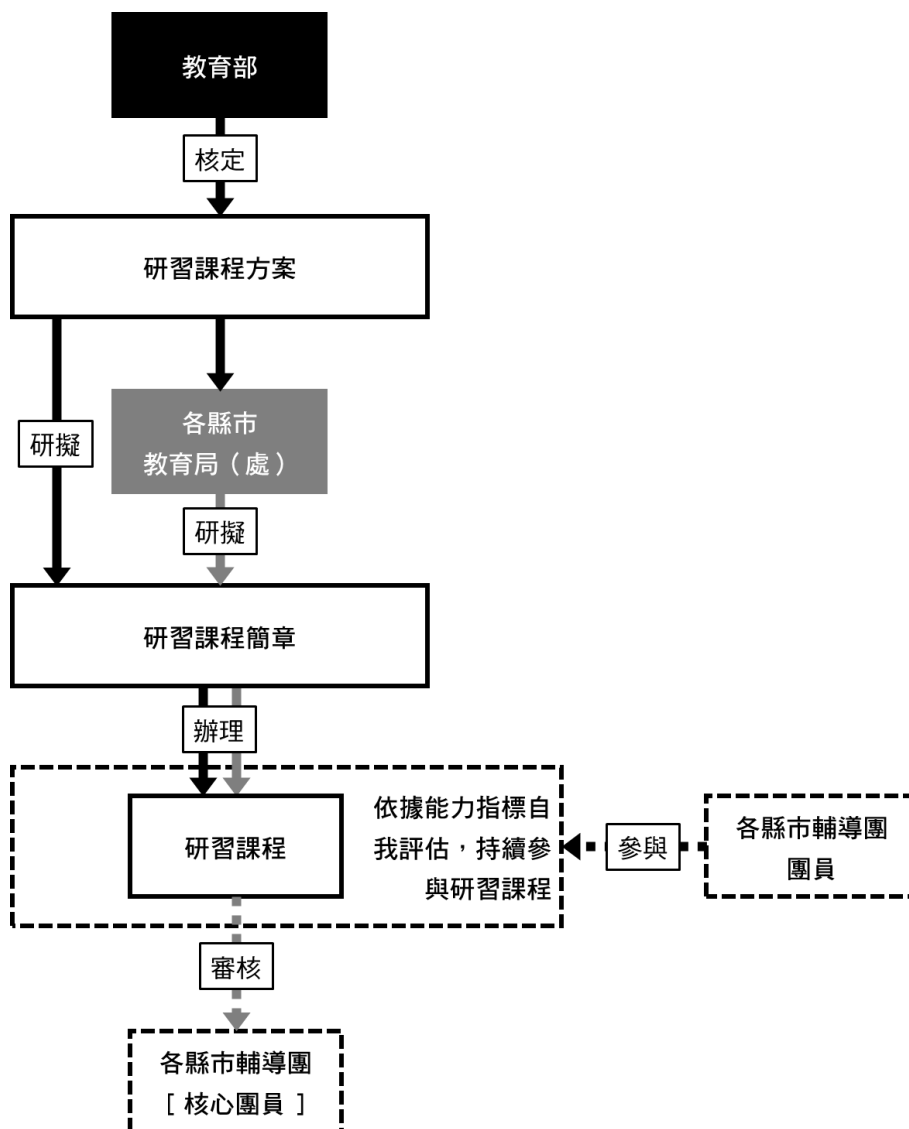 教育部
核定
研習課程方案
研擬
各縣市
教育局（處）
研擬
研習課程簡章
辦理
研習課程
依據能力指標自
我評估，持續參
與研習課程
參與
各縣市輔導團
團員
審核
各縣市輔導團
[ 核心團員 ]